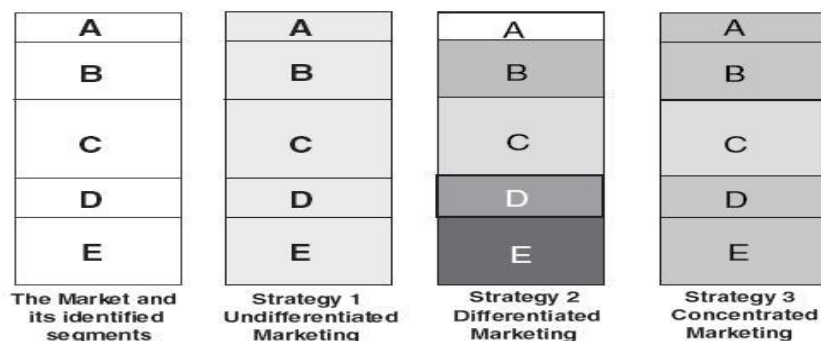 A
B
C
D
E
The Market and
its identified
segments
A
B
C
D
E
Strategy 1
Undifferentiated
Marketing
A
B
C
D
E
Strategy 2
Differentiated
Marketing
A
B
C
D
E
Strategy 3
Concentrated
Marketing